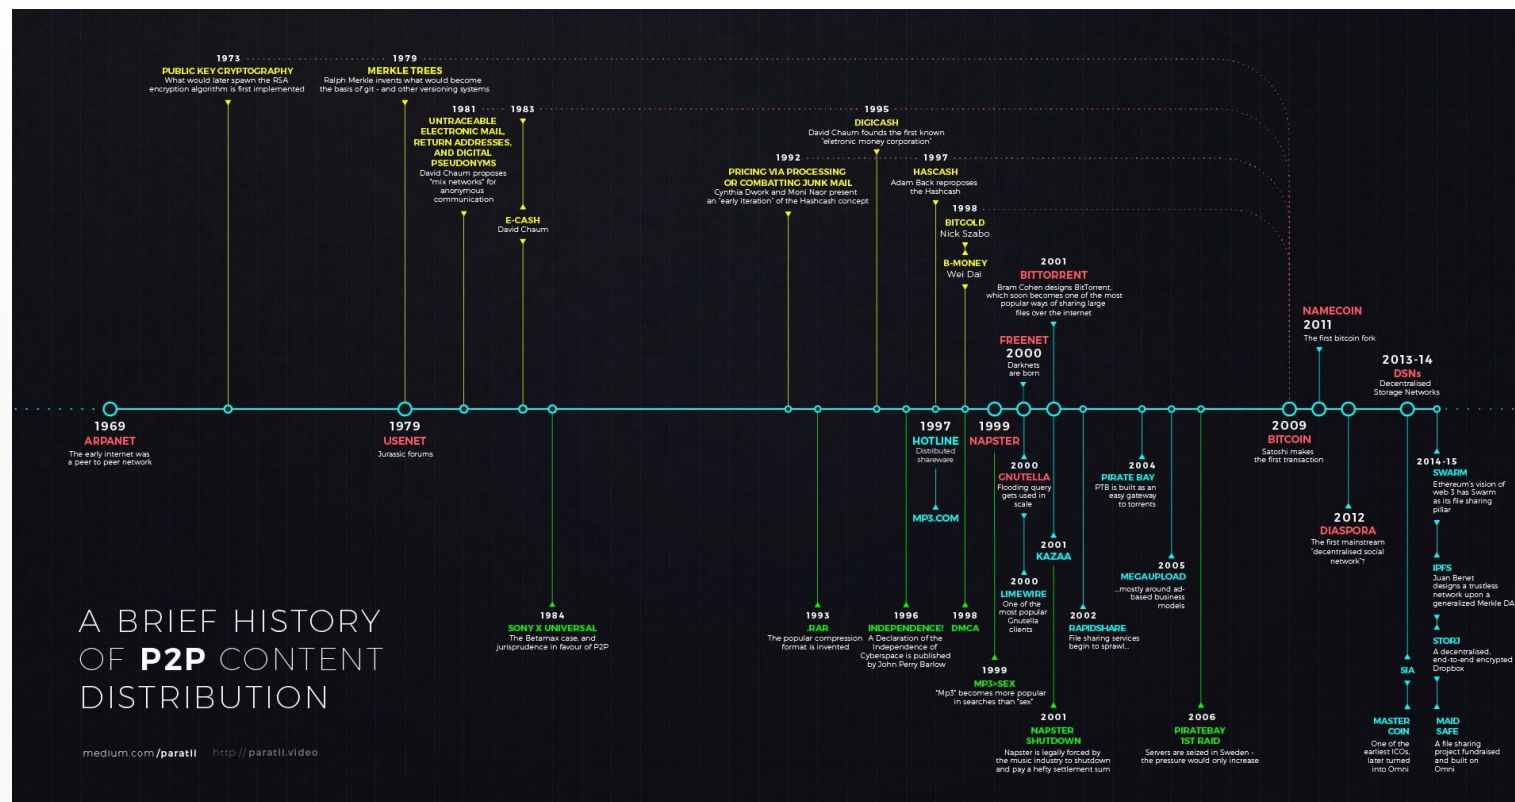 1973
PUBLIC KEY CRYPTOGRAPHY
What would later spawn the RSA
encryption algorithm is first implemented
1979
MERKLE TREES
Ralph Merkle invents what would become
the basis of git - and other versioning systems
1981
UNTRACEABLE
ELECTRONIC MAIL,
RETURN ADDRESSES,
AND DIGITAL
PSEUDONYMS
David Chaum proposes
"mix networks" for
anonymous
communication
1983
E-CASH
David Chaum
1992
PRICING VIA PROCESSING
OR COMBATTING JUNK MAIL
Cynthia Dwork and Moni Naor present
an "early iteration" of the Hashcash concept
1995
DIGICASH
David Chaum founds the first known
"eletronic money corporation"
1997
HASCASH
Adam Back reproposes
the Hashcash
1998
BITGOLD
Nick Szabo
B-MONEY
Wei Dai
2001
BITTORRENT
Bram Cohen designs BitTorrent,
which soon becomes one of the most
popular ways of sharing large
files over the internet
FREENET
2000
Darknets
are born
NAMECOIN
2011
The first bitcoin fork
2013-14
DSNs
Decentralised
Storage Networks
1969
ARPANET
The early internet was
a peer to peer network
1979
USENET
Jurassic forums
1984
SONY X UNIVERSAL
The Betamax case, and
jurisprudence in favour of P2P
1993
.RAR
The popular compression
format is invented
1996
INDEPENDENCE!
A Declaration of the
Independence of
Cyberspace is published
by John Perry Barlow
1997
HOTLINE
Distributed
shareware
MP3.COM
1998
DMCA
1999
NAPSTER
1999
MP3>SEX
"Mp3" becomes more popular
in searches than "sex"
2000
GNUTELLA
Flooding query
gets used in
scale
2000
LIMEWIRE
One of the
most popular
Gnutella
clients
2001
KAZAA
2001
NAPSTER
SHUTDOWN
Napster is legally forced by
the music industry to shutdown
and pay a hefty settlement sum
2002
RAPIDSHARE
File sharing services
begin to sprawl...
2004
PIRATE BAY
PTB is built as an
easy gateway
to torrents
2005
MEGAUPLOAD
...mostly around ad-
based business
models
2006
PIRATEBAY
1ST RAID
Servers are seized in Sweden -
the pressure would only increase
2009
BITCOIN
Satoshi makes
the first transaction
2012
DIASPORA
The first mainstream
"decentralised social
network"?
SIA
MASTER
COIN
One of the
earliest ICOs,
later turned
into Omni
2014-15
SWARM
Ethereum's vision of
web 3 has Swarm
as its file sharing
pillar
IPFS
Juan Benet
designs a trustless
network upon a
generalized Merkle DA
STORJ
A decentralised,
end-to-end encrypted
Dropbox
MAID
SAFE
A file sharing
project fundraised
and built on
Omni
A BRIEF HISTORY
OF P2P CONTENT
DISTRIBUTION
medium.com/paratii http://paratii.video